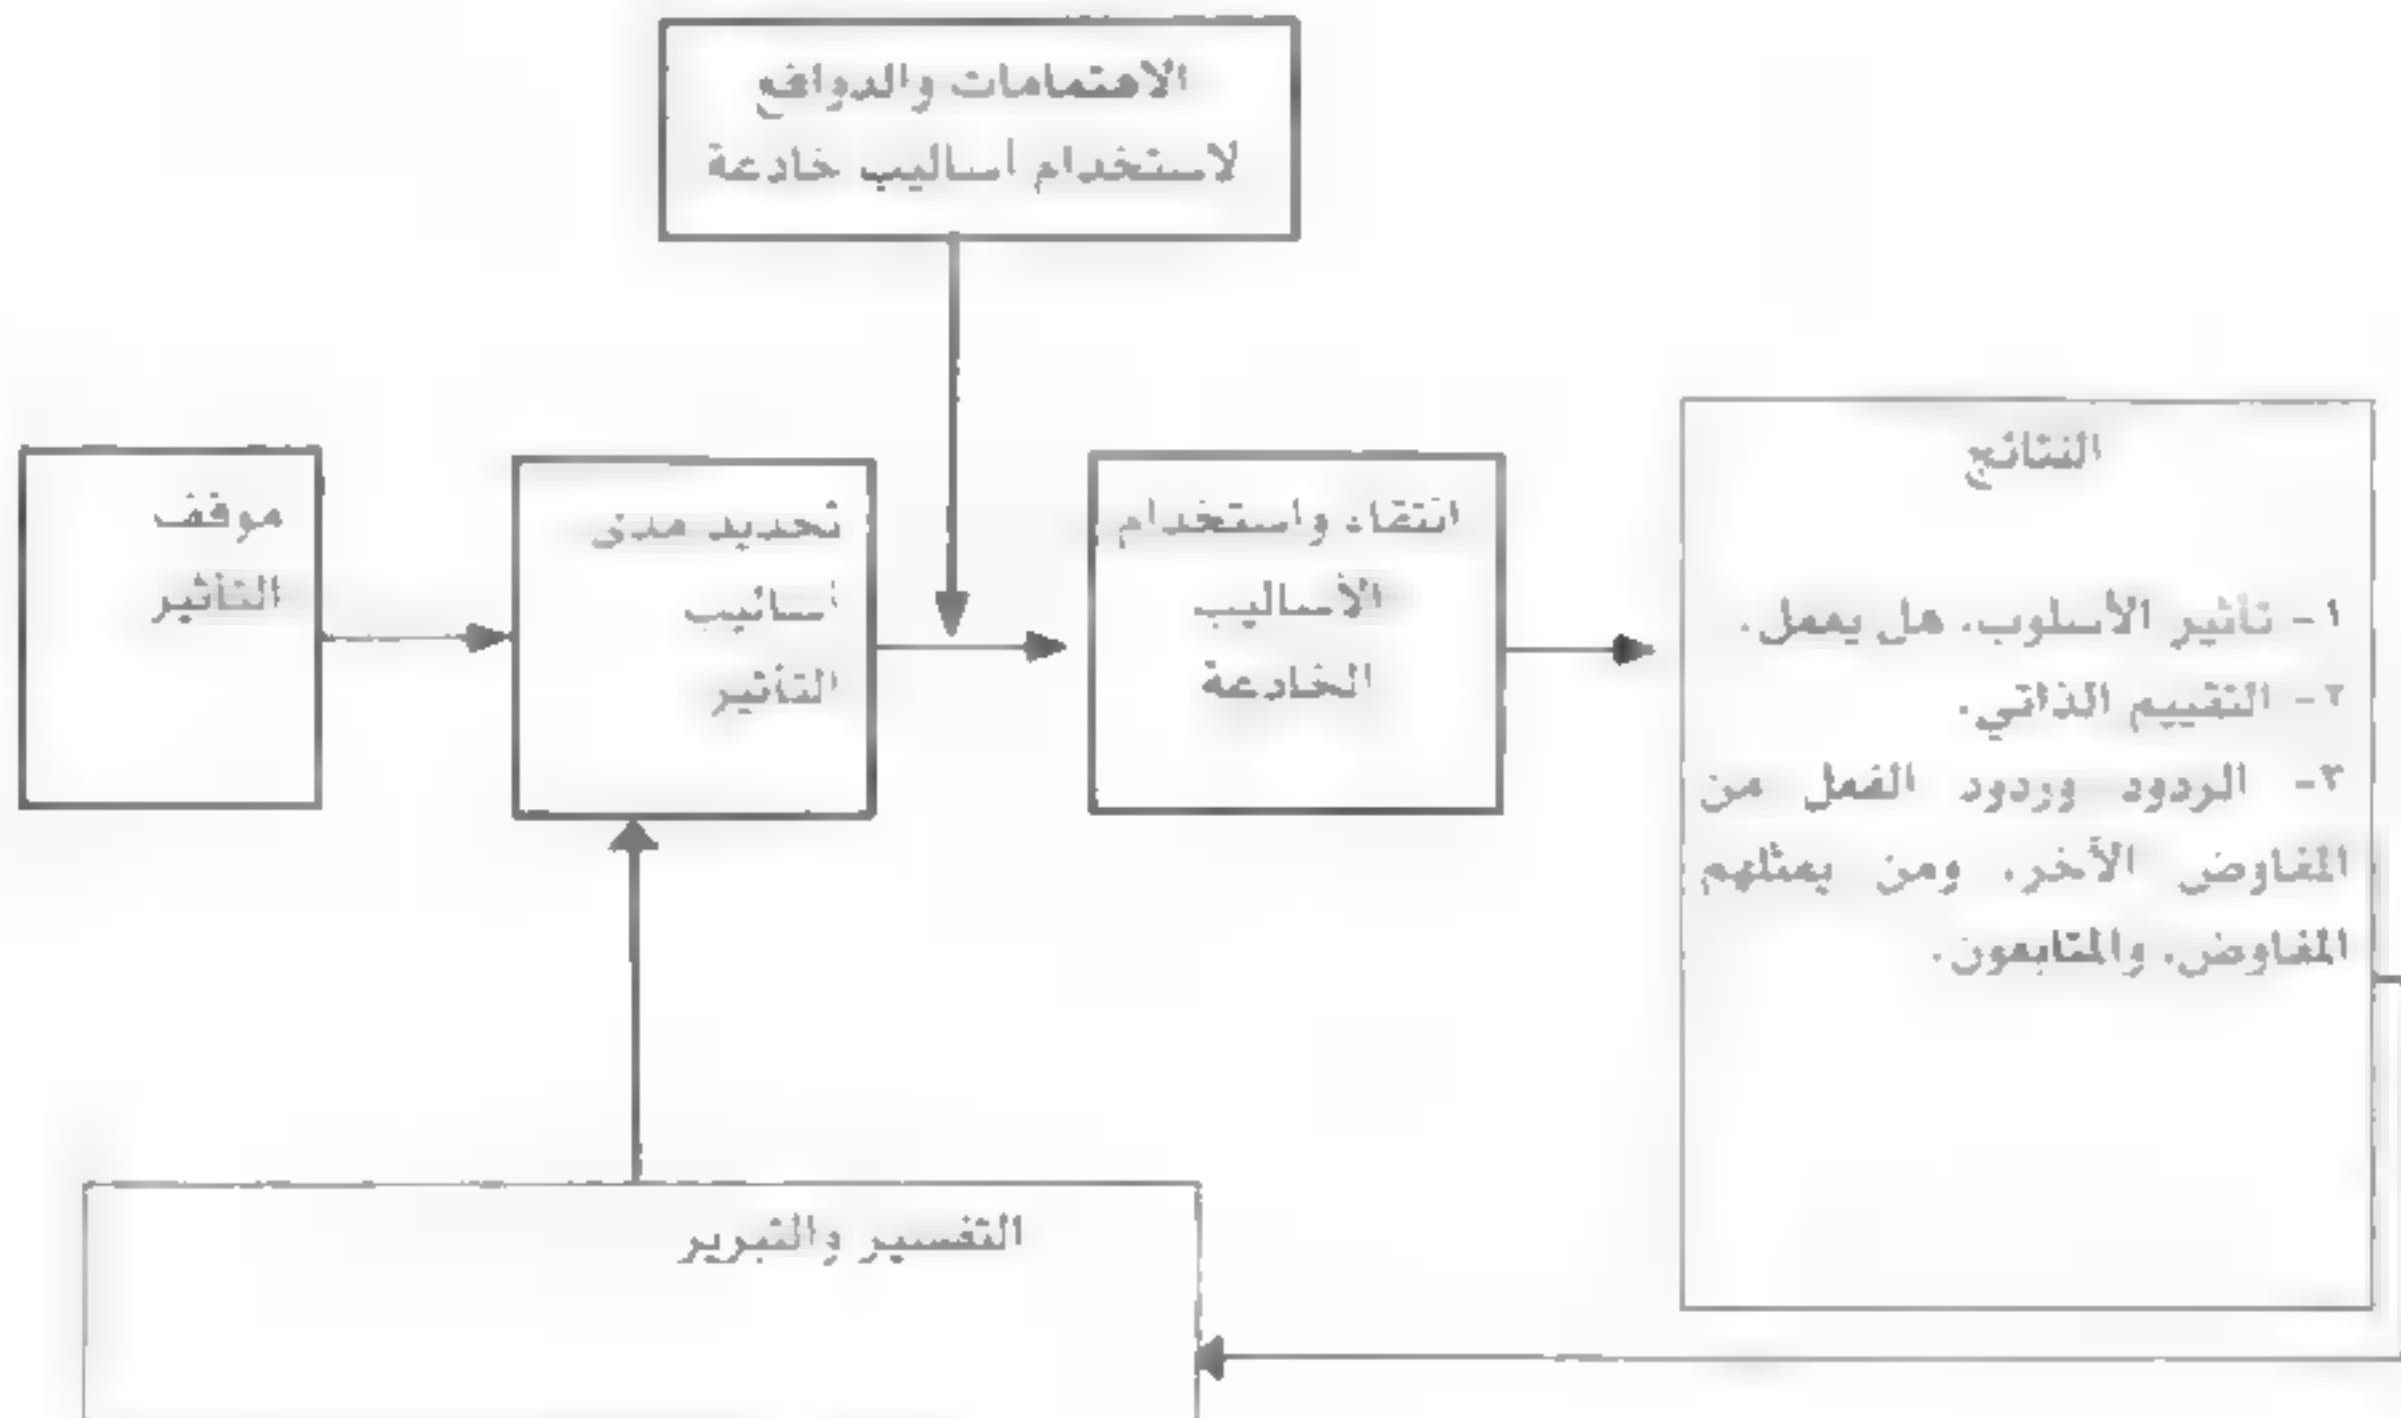 الاهتمامات والدوافع
لاستخدام أساليب خادعة
موقف
التأثير
تحديد مدى
أساليب
التأثير
انتقاء واستخدام
الأساليب
الخادعة
النتائج
١- تأثير الأسلوب. هل يعمل.
٢- التقييم الذاتي.
٣- الردود وردود الفعل من
المفاوض الآخر. ومن يمثلهم
المفاوض. والمتابعون.
التفسير والتبرير